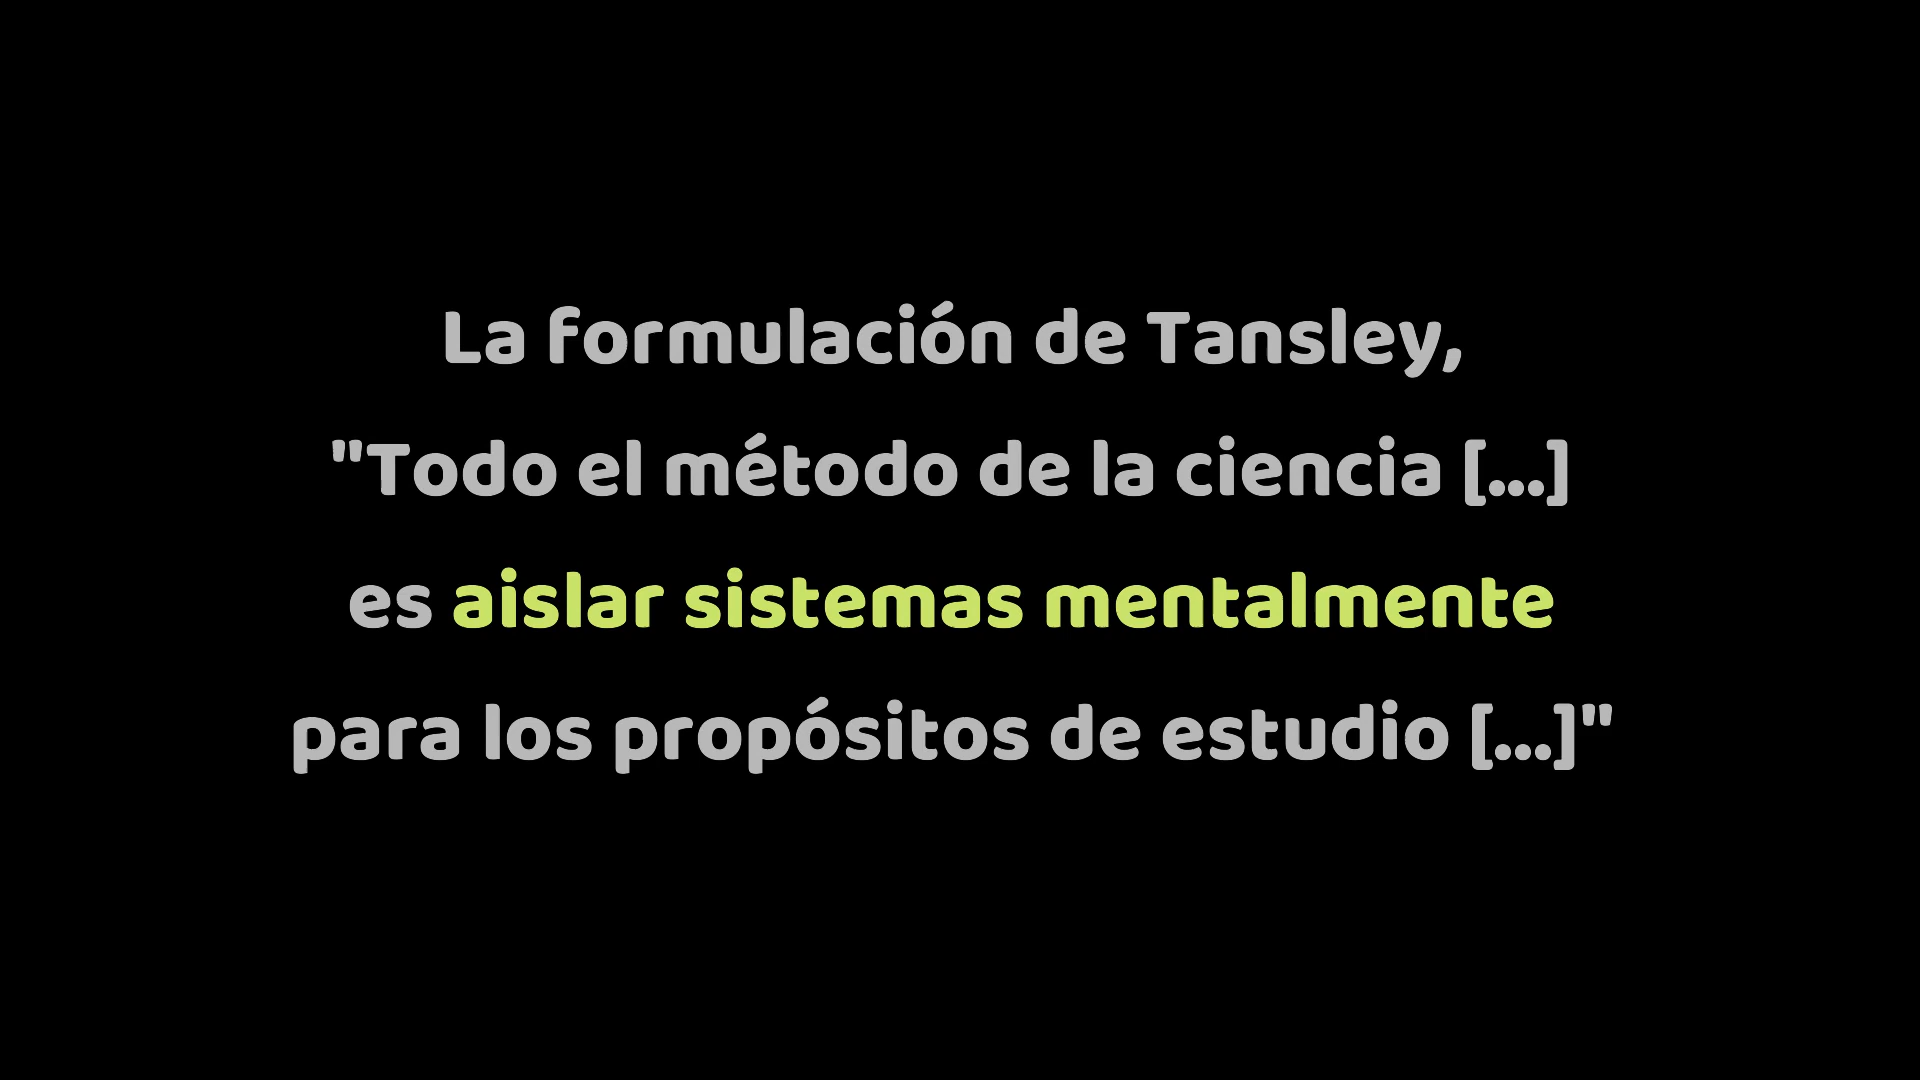 La formulación de Tansley,
"Todo el método de la ciencia [...]
es aislar sistemas mentalmente
para los propósitos de estudio [...]"